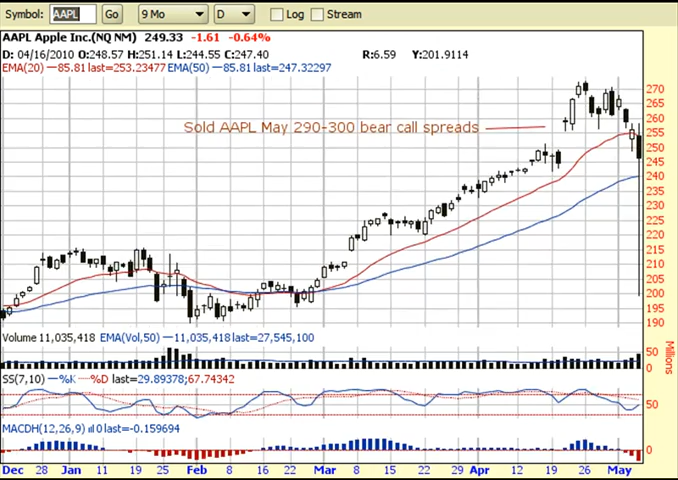 Symbol: AAPL Go 9 Mo D Log Stream
AAPL Apple Inc.(NQ NM) 249.33 -1.61 -0.64%
D: 04/16/2010 O:248.57 H:251.14 L:244.55 C:247.40 R:6.59 Y:201.9114
EMA(20) —85.81 last=253.23477 EMA(50) —85.81 last=247.32297
270
265
260
Sold AAPL May 290-300 bear call spreads
255
250
245
240
235
230
225
220
215
210
205
200
195
190
Volume 11,035,418 EMA(Vol,50) —11,035,418 last=27,545,100
50
0
Millions
SS(7,10) —%K —%D last=29.89378;67.74342
50
MACDH(12,26,9) 0 last=-0.159694
0
Dec 28 Jan 11 19 25 Feb 8 16 22 Mar 8 15 22 29 Apr 12 19 26 May